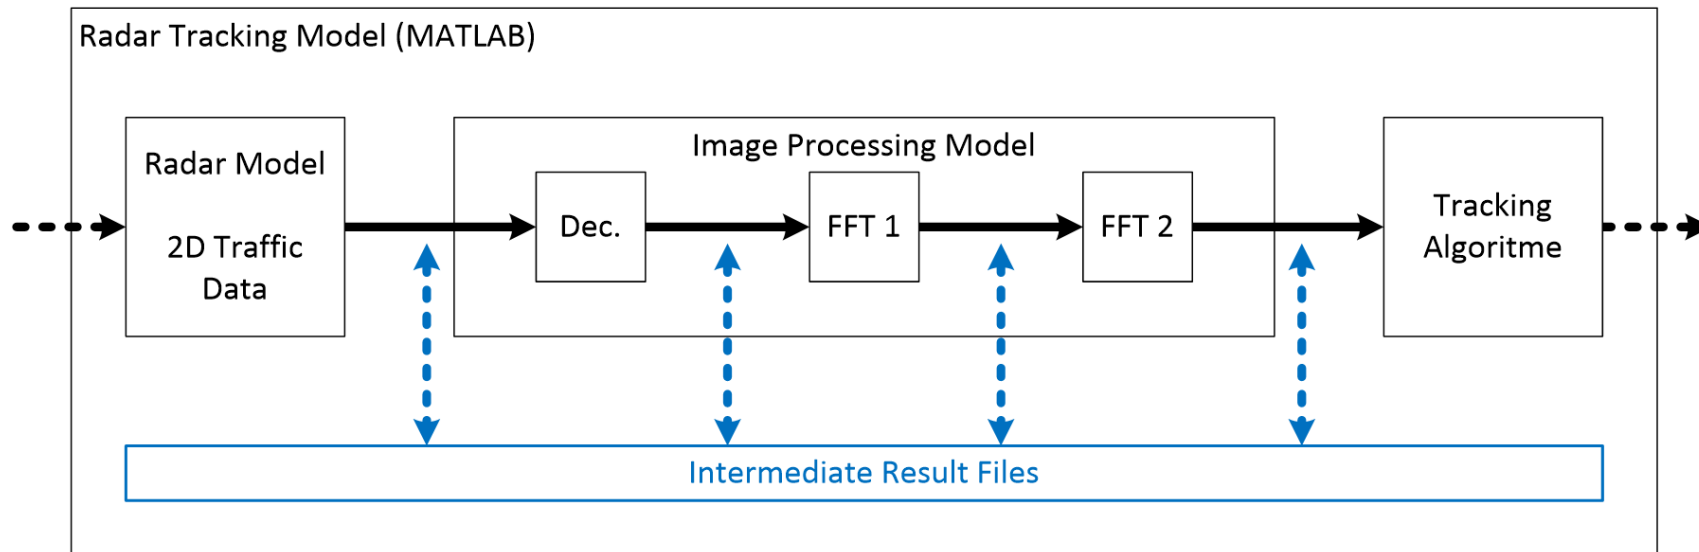 Radar Tracking Model (MATLAB)
Radar Model
2D Traffic
Data
Image Processing Model
Dec.
FFT 1
FFT 2
Tracking
Algoritme
Intermediate Result Files